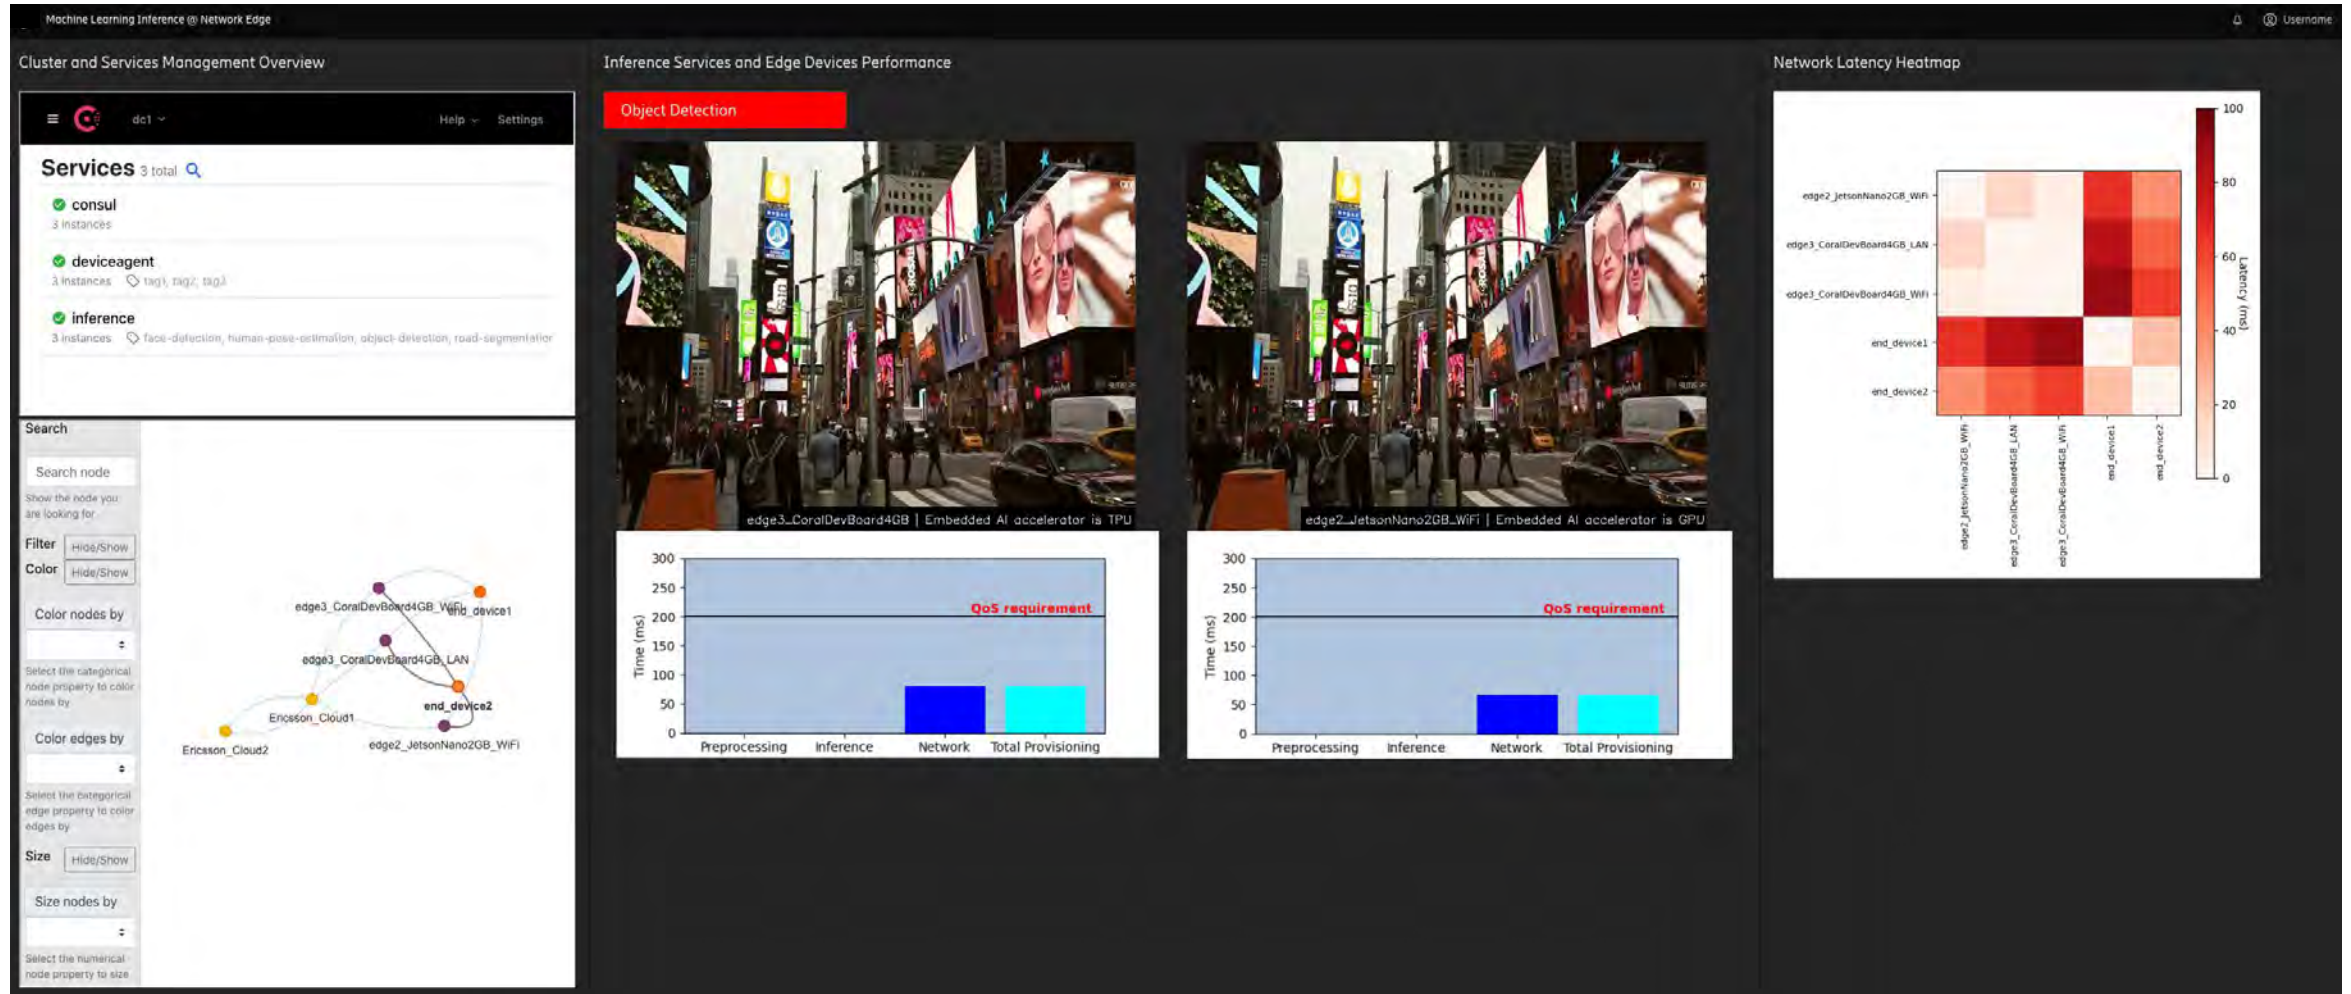 Machine Learning Inference @ Network Edge
Username
Cluster and Services Management Overview
dc1
Help
Settings
Services 3 total
consul
3 instances
deviceagent
3 instances tag1, tag2, tag3
inference
3 instances face-detection, human-pose-estimation, object-detection, road-segmentation
Search
Search node
Show the node you
are looking for
Filter Hide/Show
Color Hide/Show
Color nodes by
Select the categorical
node property to color
nodes by
Color edges by
Select the categorical
edge property to color
edges by
Size Hide/Show
Size nodes by
Select the numerical
node property to size
edge3_CoralDevBoard4GB_WiFi
end_device1
edge3_CoralDevBoard4GB_LAN
end_device2
Ericsson_Cloud1
Ericsson_Cloud2
edge2_JetsonNano2GB_WiFi
Inference Services and Edge Devices Performance
Object Detection
edge3_CoralDevBoard4GB | Embedded AI accelerator is TPU
300
250
200
150
100
50
0
Time (ms)
QoS requirement
Preprocessing
Inference
Network
Total Provisioning
edge2_JetsonNano2GB_WiFi | Embedded AI accelerator is GPU
300
250
200
150
100
50
0
Time (ms)
QoS requirement
Preprocessing
Inference
Network
Total Provisioning
Network Latency Heatmap
edge2_JetsonNano2GB_WiFi
edge3_CoralDevBoard4GB_LAN
edge3_CoralDevBoard4GB_WiFi
end_device1
end_device2
edge2_JetsonNano2GB_WiFi
edge3_CoralDevBoard4GB_LAN
edge3_CoralDevBoard4GB_WiFi
end_device1
end_device2
100
80
60
40
20
0
Latency (ms)